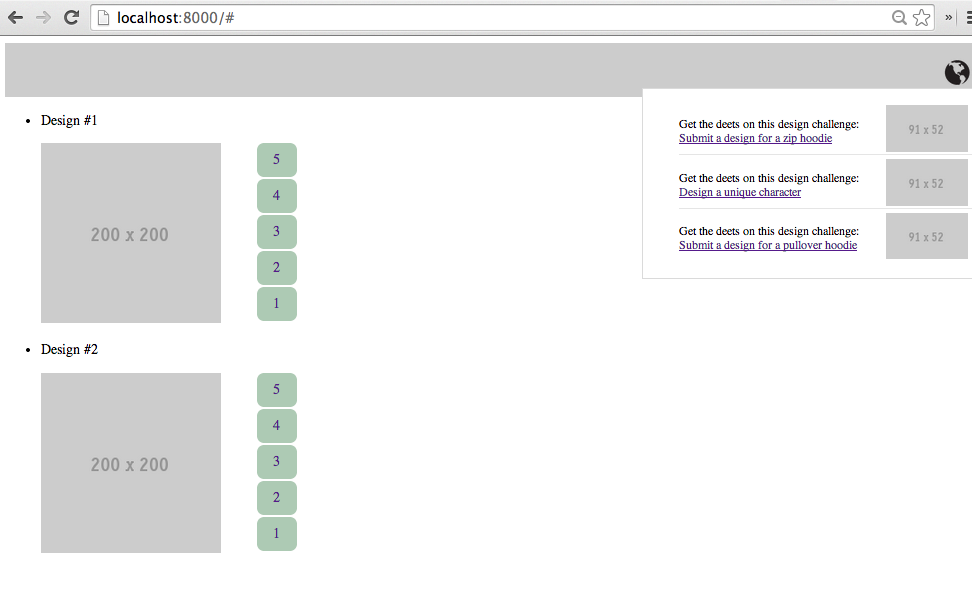 localhost:8000/#
»
Get the deets on this design challenge:
Submit a design for a zip hoodie
91 x 52
Get the deets on this design challenge:
Design a unique character
91 x 52
Get the deets on this design challenge:
Submit a design for a pullover hoodie
91 x 52
• Design #1
200 x 200
5
4
3
2
1
• Design #2
200 x 200
5
4
3
2
1